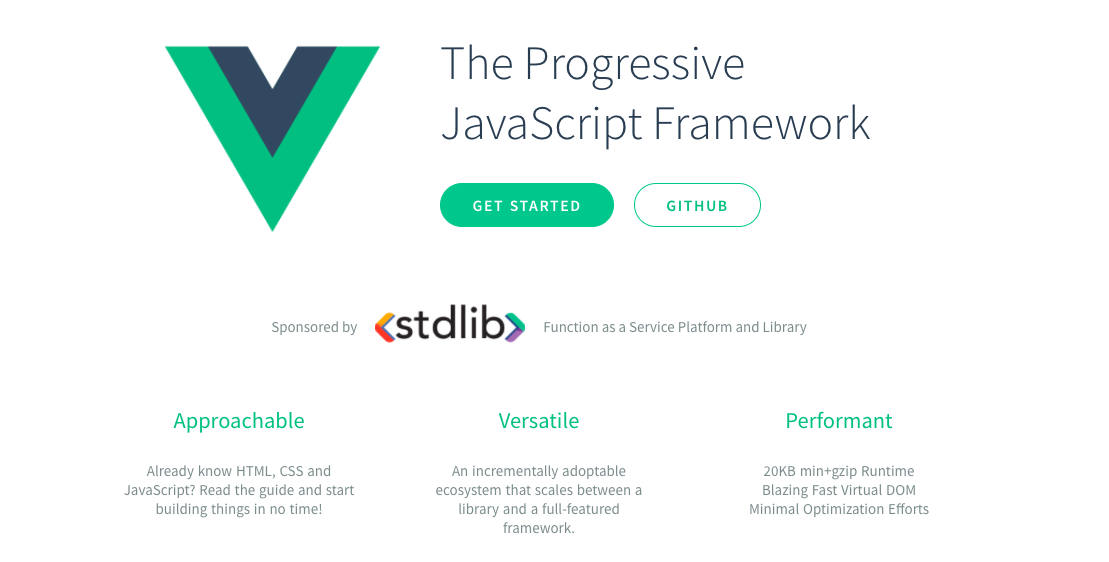 The Progressive
JavaScript Framework
GET STARTED
GITHUB
Sponsored by <stdlib> Function as a Service Platform and Library
Approachable
Already know HTML, CSS and
JavaScript? Read the guide and start
building things in no time!
Versatile
An incrementally adoptable
ecosystem that scales between a
library and a full-featured
framework.
Performant
20KB min+gzip Runtime
Blazing Fast Virtual DOM
Minimal Optimization Efforts